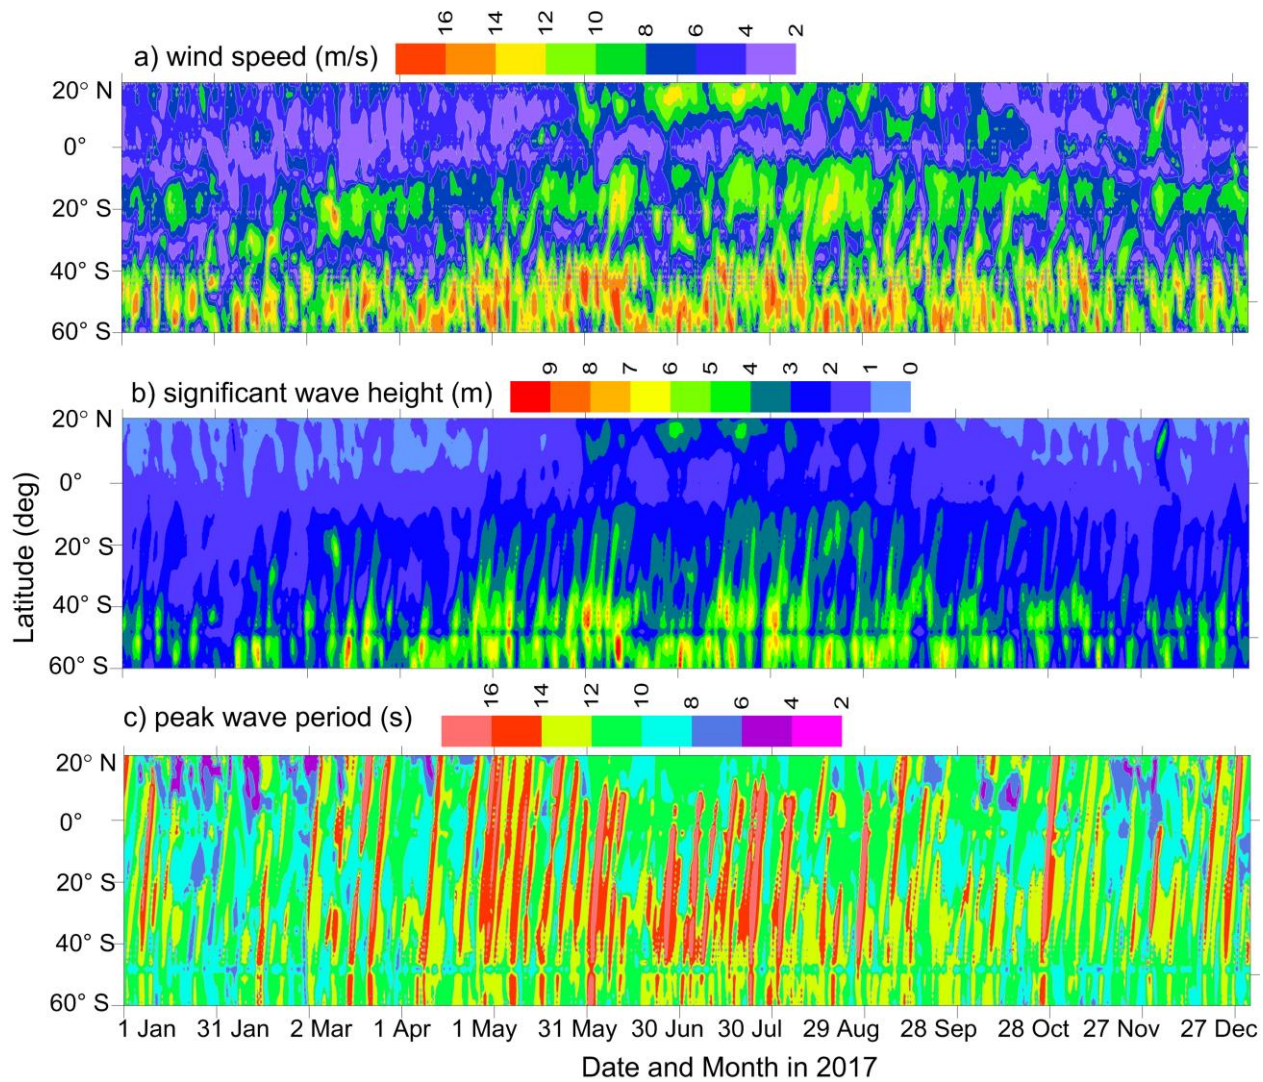 a) wind speed (m/s)
16 14 12 10 8 6 4 2
20° N
0°
20° S
40° S
60° S
b) significant wave height (m)
9 8 7 6 5 4 3 2 1 0
20° N
0°
20° S
40° S
60° S
Latitude (deg)
c) peak wave period (s)
16 14 12 10 8 6 4 2
20° N
0°
20° S
40° S
60° S
1 Jan 31 Jan 2 Mar 1 Apr 1 May 31 May 30 Jun 30 Jul 29 Aug 28 Sep 28 Oct 27 Nov 27 Dec
Date and Month in 2017